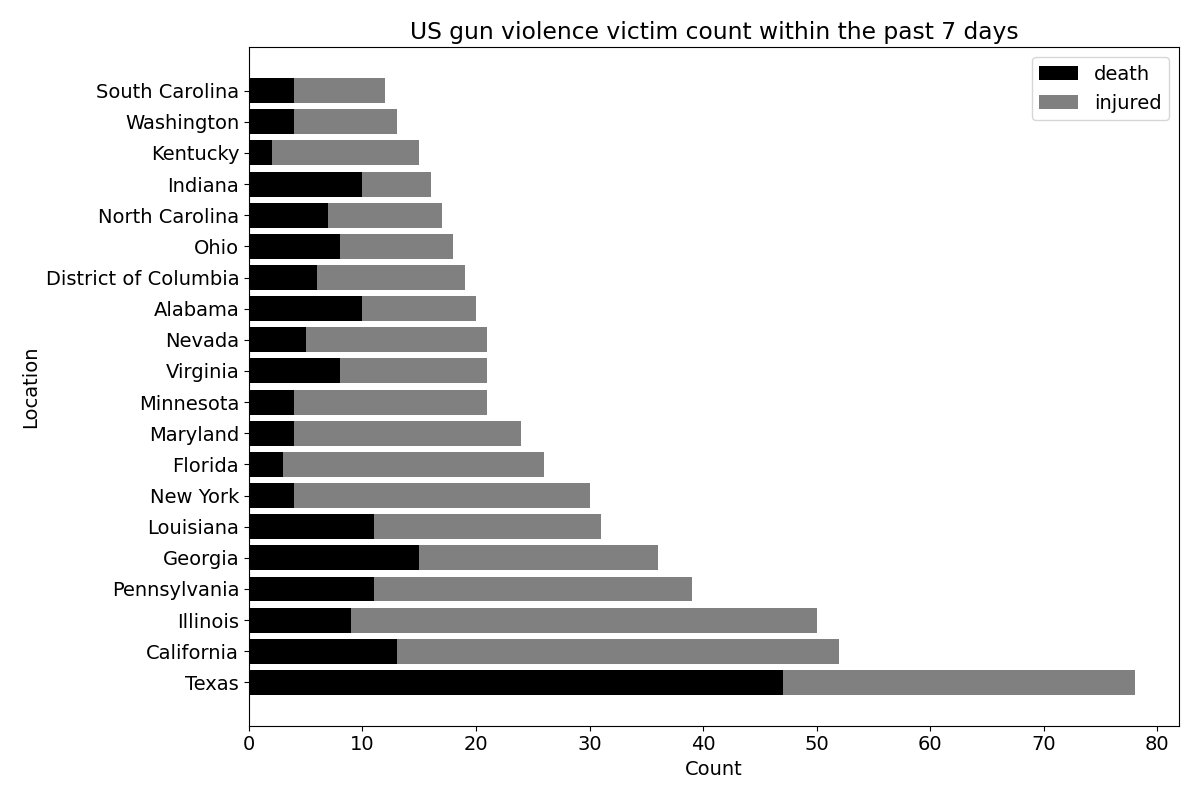 US gun violence victim count within the past 7 days
death
injured
South Carolina
Washington
Kentucky
Indiana
North Carolina
Ohio
District of Columbia
Alabama
Nevada
Virginia
Minnesota
Maryland
Florida
New York
Louisiana
Georgia
Pennsylvania
Illinois
California
Texas
Location
0 10 20 30 40 50 60 70 80
Count